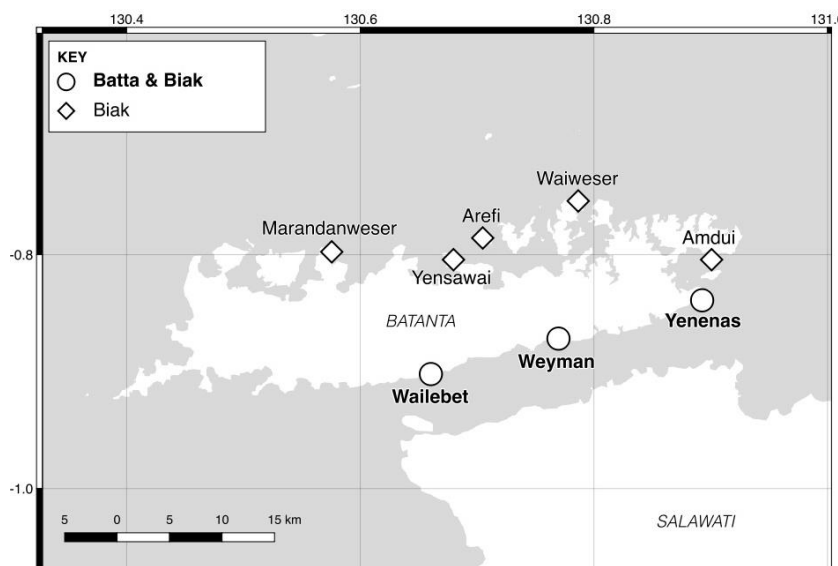 130.4 130.6 130.8 131.0
KEY
Batta & Biak
Biak
Waiweser
Arefi
Marandanweser
Amdui
-0.8
Yensawai
BATANTA
Yenenas
Weyman
Wailebet
-1.0
5 0 5 10 15 km
SALAWATI